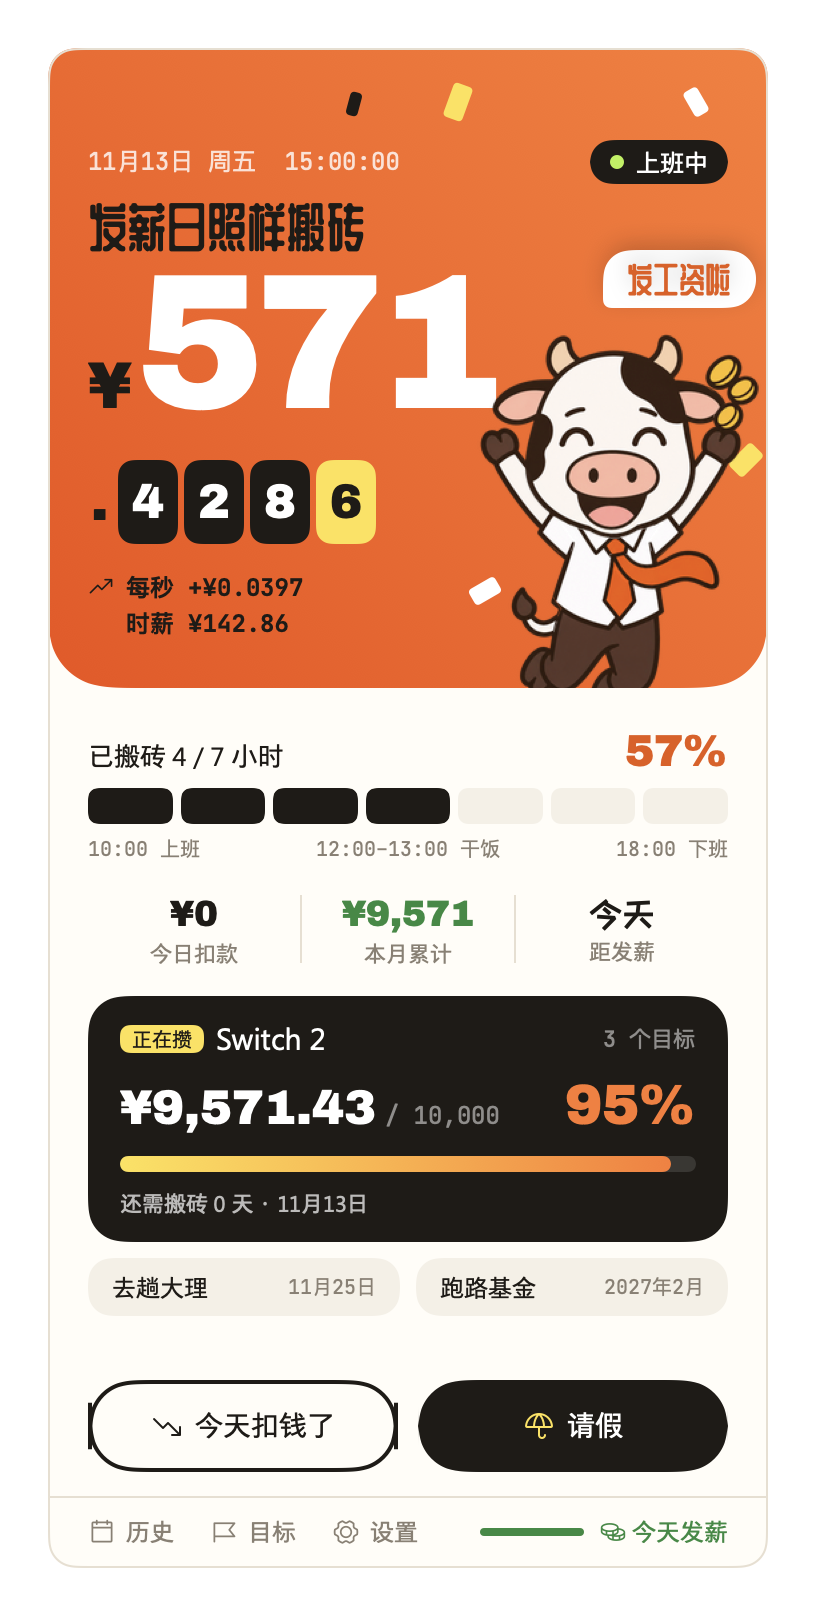 11月13日 周五 15:00:00
上班中
发薪日照样搬砖
发工资啦
¥571
.4286
每秒 +¥0.0397
时薪 ¥142.86
已搬砖 4 / 7 小时
57%
10:00 上班
12:00-13:00 干饭
18:00 下班
¥0
今日扣款
¥9,571
本月累计
今天
距发薪
正在攒 Switch 2
3 个目标
¥9,571.43 / 10,000
95%
还需搬砖 0 天 · 11月13日
去趟大理 11月25日
跑路基金 2027年2月
今天扣钱了
请假
历史
目标
设置
今天发薪